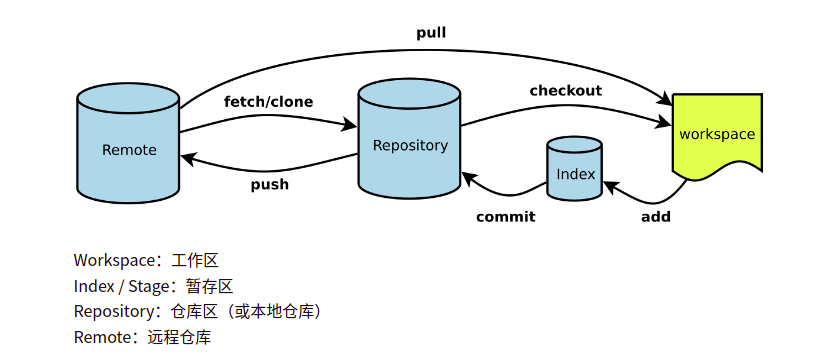 pull
fetch/clone
checkout
Remote
Repository
workspace
Index
push
commit
add
Workspace：工作区
Index / Stage：暂存区
Repository：仓库区（或本地仓库）
Remote：远程仓库